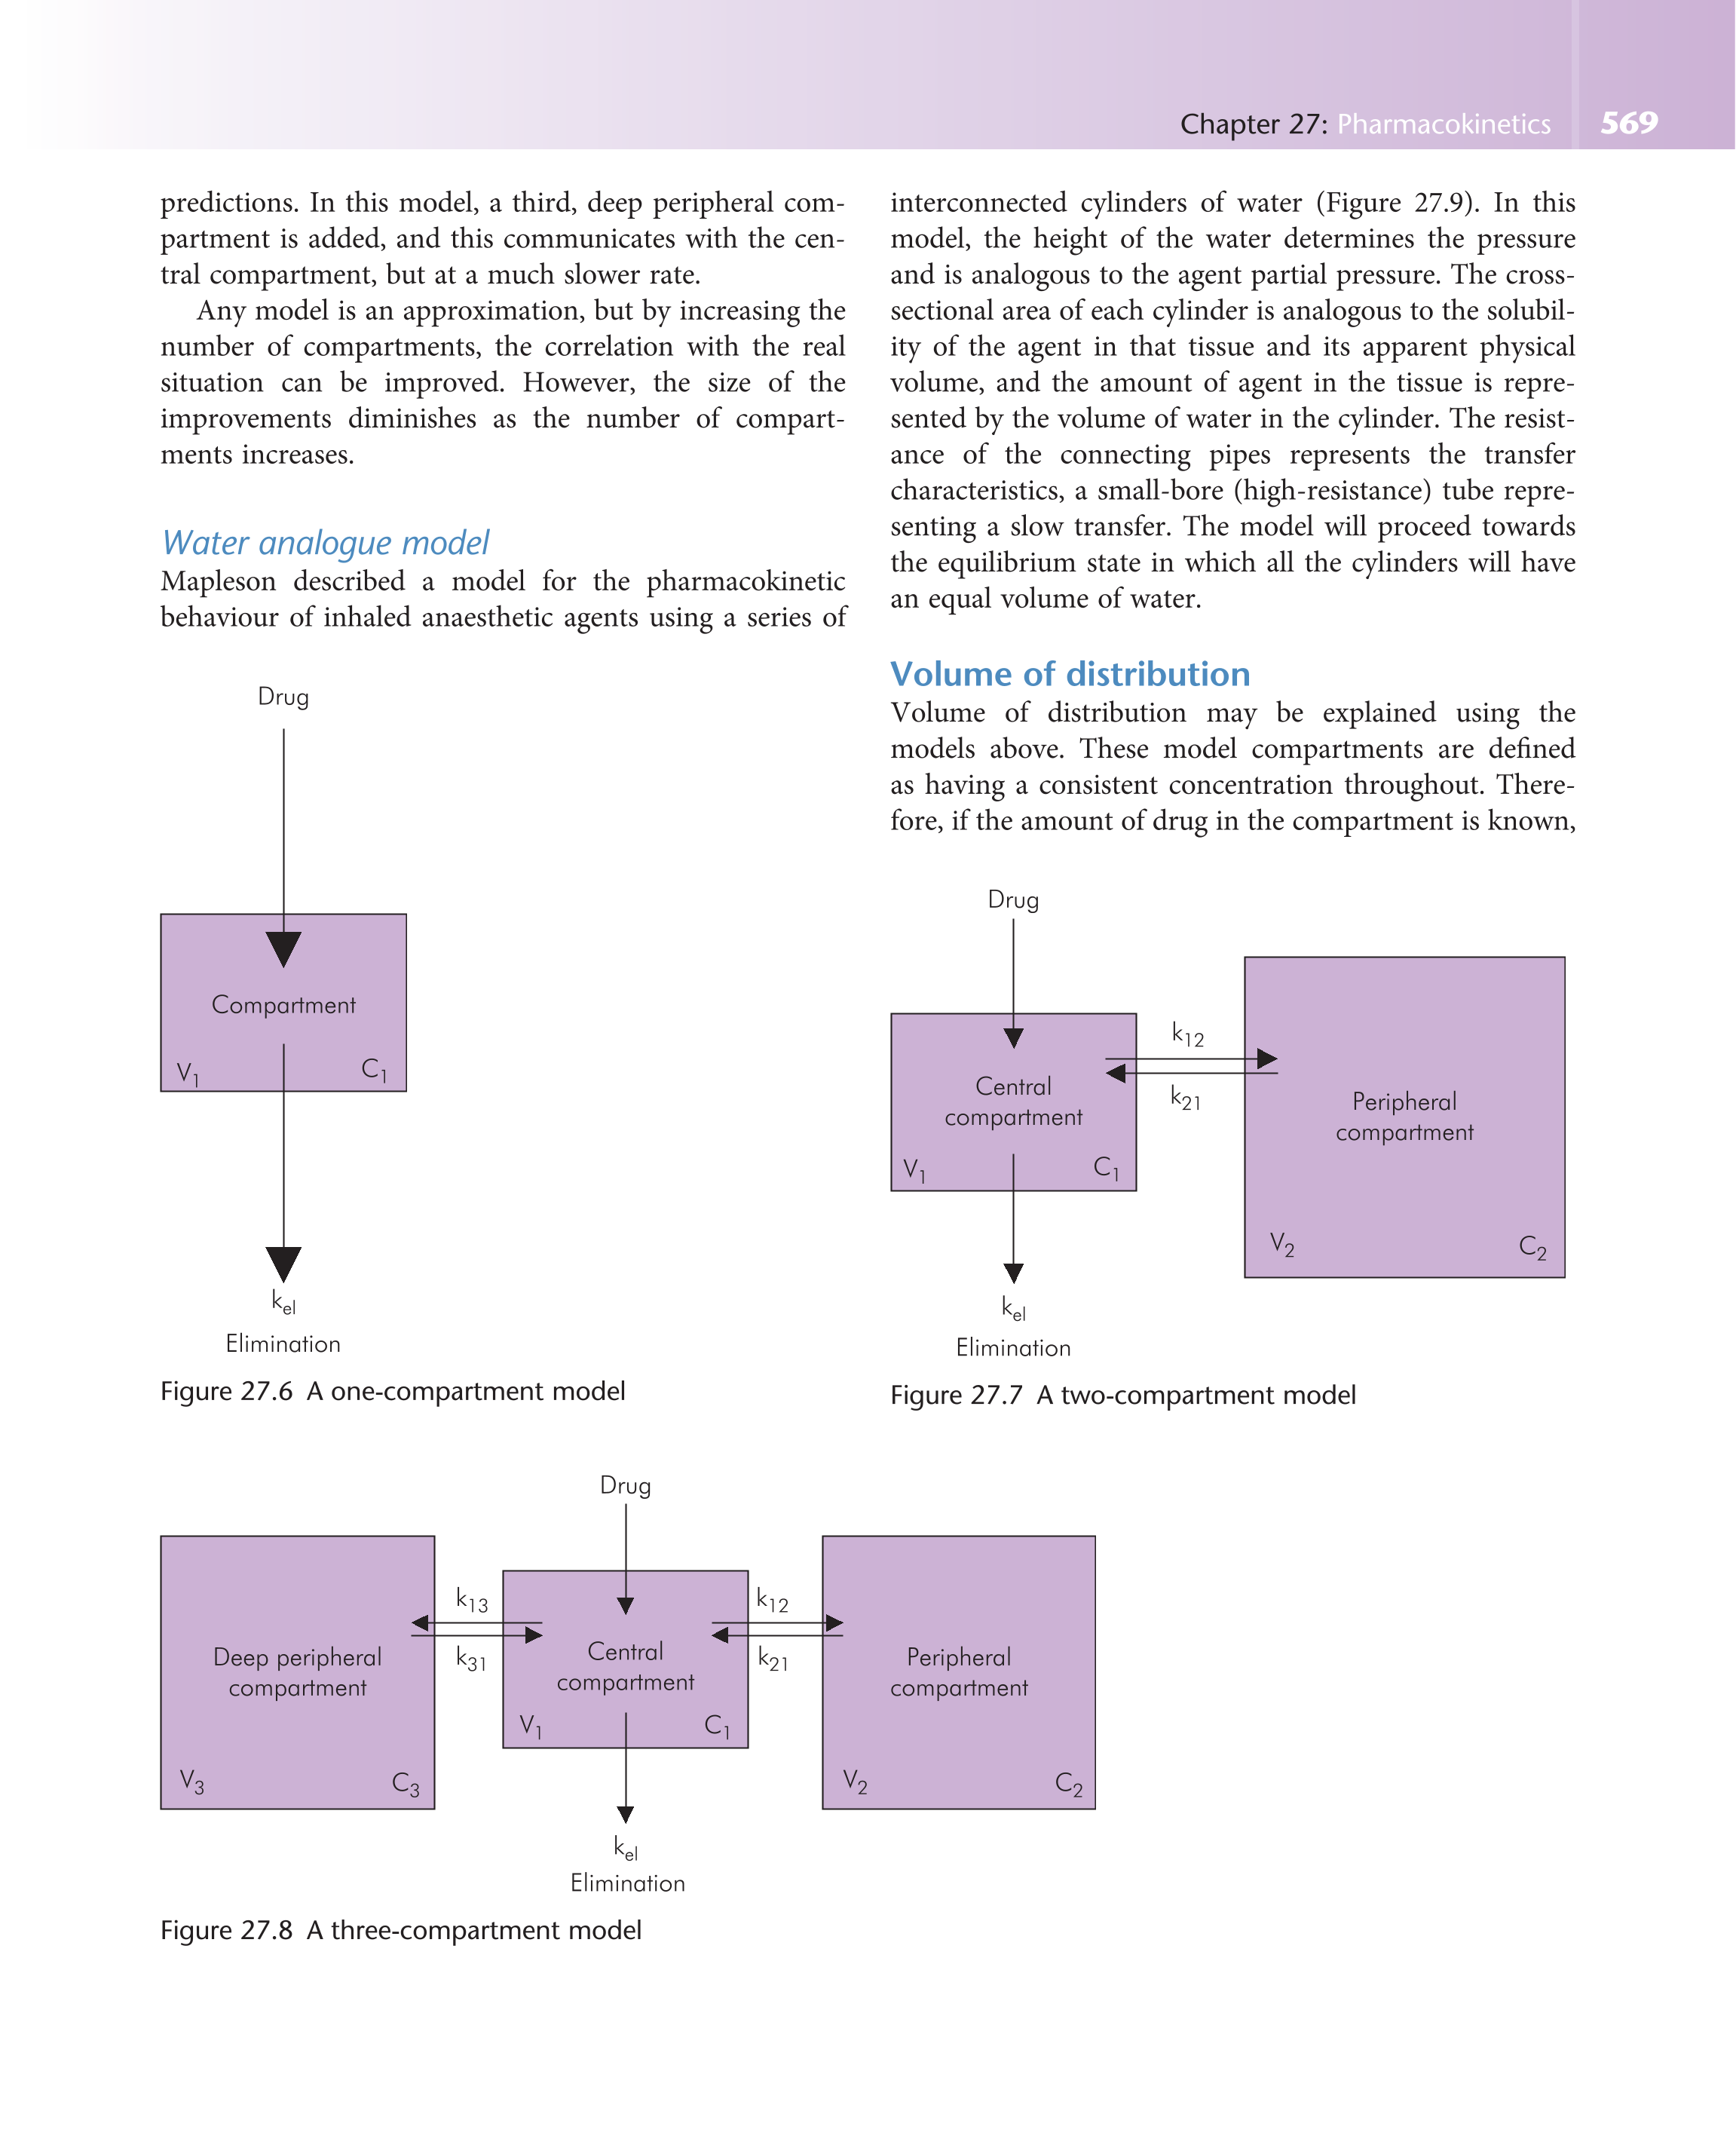 Chapter 27: Pharmacokinetics 569
predictions. In this model, a third, deep peripheral com-
partment is added, and this communicates with the cen-
tral compartment, but at a much slower rate.
Any model is an approximation, but by increasing the
number of compartments, the correlation with the real
situation can be improved. However, the size of the
improvements diminishes as the number of compart-
ments increases.
Water analogue model
Mapleson described a model for the pharmacokinetic
behaviour of inhaled anaesthetic agents using a series of
interconnected cylinders of water (Figure 27.9). In this
model, the height of the water determines the pressure
and is analogous to the agent partial pressure. The cross-
sectional area of each cylinder is analogous to the solubil-
ity of the agent in that tissue and its apparent physical
volume, and the amount of agent in the tissue is repre-
sented by the volume of water in the cylinder. The resist-
ance of the connecting pipes represents the transfer
characteristics, a small-bore (high-resistance) tube repre-
senting a slow transfer. The model will proceed towards
the equilibrium state in which all the cylinders will have
an equal volume of water.
Volume of distribution
Volume of distribution may be explained using the
models above. These model compartments are defined
as having a consistent concentration throughout. There-
fore, if the amount of drug in the compartment is known,
Drug
Compartment
V1 C1
kel
Elimination
Figure 27.6 A one-compartment model
Drug
k12
Central
compartment
k21
Peripheral
compartment
V1 C1
V2 C2
kel
Elimination
Figure 27.7 A two-compartment model
Drug
k13 k12
Deep peripheral
compartment
k31
Central
compartment
k21
Peripheral
compartment
V1 C1
V3 C3
V2 C2
kel
Elimination
Figure 27.8 A three-compartment model